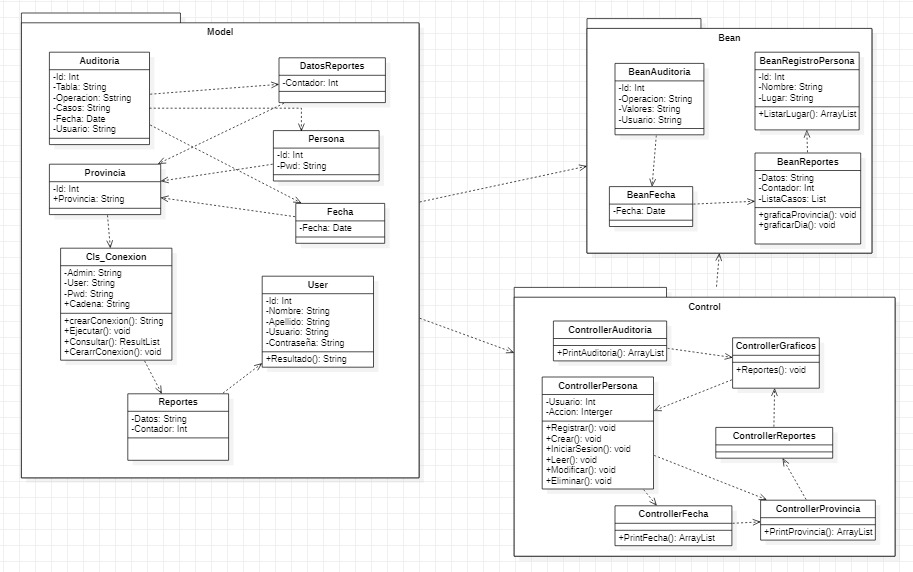 Model
Auditoria
-Id: Int
-Tabla: String
-Operacion: Sstring
-Casos: String
-Fecha: Date
-Usuario: String
DatosReportes
-Contador: Int
Persona
-Id: Int
-Pwd: String
Provincia
-Id: Int
+Provincia: String
Fecha
-Fecha: Date
Cls_Conexion
-Admin: String
-User: String
-Pwd: String
+Cadena: String
+crearConexion(): String
+Ejecutar(): void
+Consultar(): ResultList
+CerarrConexion(): void
User
-Id: Int
-Nombre: String
-Apellido: String
-Usuario: String
-Contraseña: String
+Resultado(): String
Reportes
-Datos: String
-Contador: Int
Bean
BeanAuditoria
-Id: Int
-Operacion: String
-Valores: String
-Usuario: String
BeanRegistroPersona
-Id: Int
-Nombre: String
-Lugar: String
+ListarLugar(): ArrayList
BeanFecha
-Fecha: Date
BeanReportes
-Datos: String
-Contador: Int
-ListaCasos: List
+graficaProvincia(): void
+graficarDia(): void
Control
ControllerAuditoria
+PrintAuditoria(): ArrayList
ControllerGraficos
+Reportes(): void
ControllerPersona
-Usuario: Int
-Accion: Interger
+Registrar(): void
+Crear(): void
+IniciarSesion(): void
+Leer(): void
+Modificar(): void
+Eliminar(): void
ControllerReportes
ControllerFecha
+PrintFecha(): ArrayList
ControllerProvincia
+PrintProvincia(): ArrayList